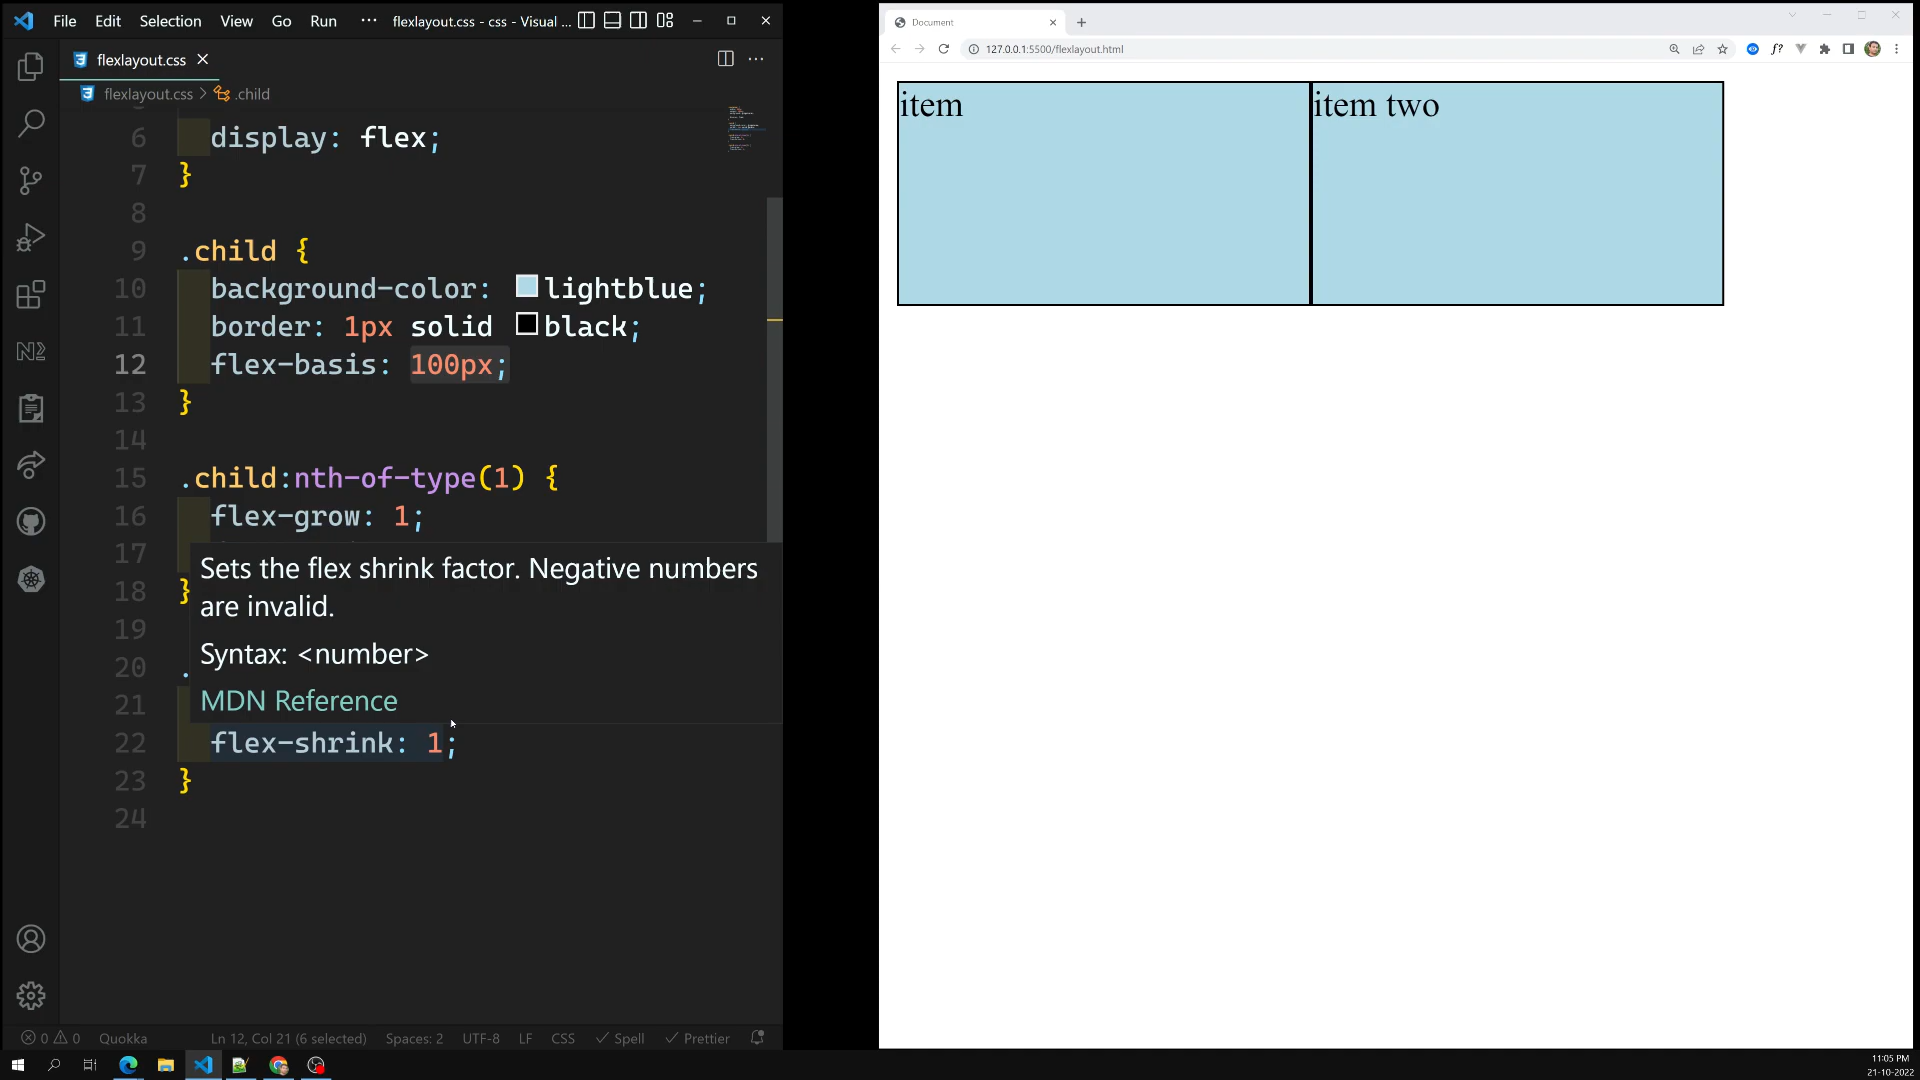 File Edit Selection View Go Run ··· flexlayout.css - css - Visual ...
flexlayout.css
flexlayout.css > .child
6 display: flex;
7 }
8
9 .child {
10 background-color: lightblue;
11 border: 1px solid black;
12 flex-basis: 100px;
13 }
14
15 .child:nth-of-type(1) {
16 flex-grow: 1;
17
18 }
19
20 .
21
22 flex-shrink: 1;
23 }
24
Sets the flex shrink factor. Negative numbers
are invalid.
Syntax: <number>
MDN Reference
0 0 Quokka Ln 12, Col 21 (6 selected) Spaces: 2 UTF-8 LF CSS Spell Prettier
Document
127.0.0.1:5500/flexlayout.html
f?
item
item two
11:05 PM
21-10-2022